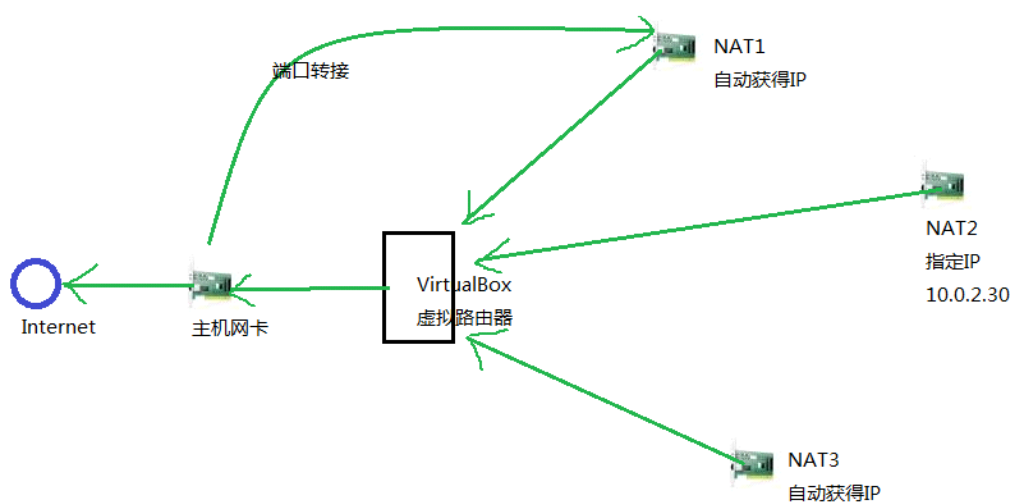 NAT1
自动获得IP
端口转接
NAT2
指定IP
10.0.2.30
VirtualBox
虚拟路由器
Internet
主机网卡
NAT3
自动获得IP